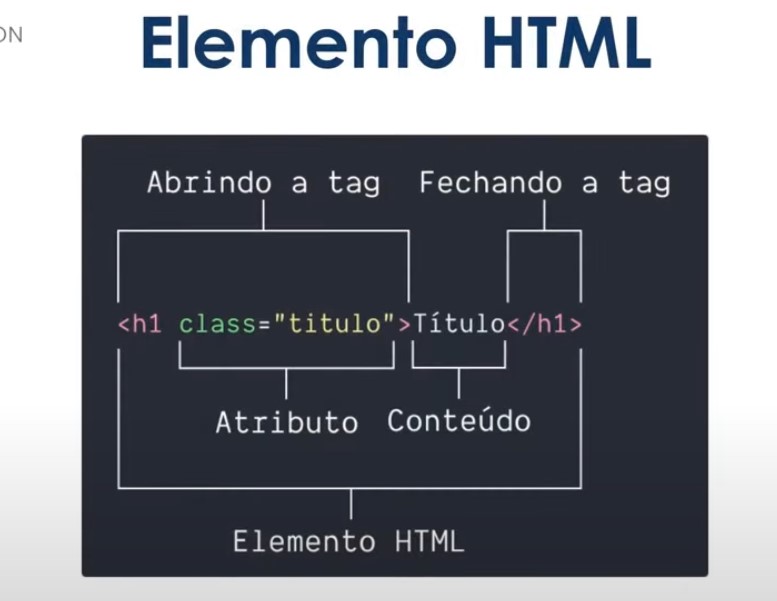 ON
Elemento HTML
Abrindo a tag Fechando a tag
<h1 class="titulo">Título</h1>
Atributo Conteúdo
Elemento HTML